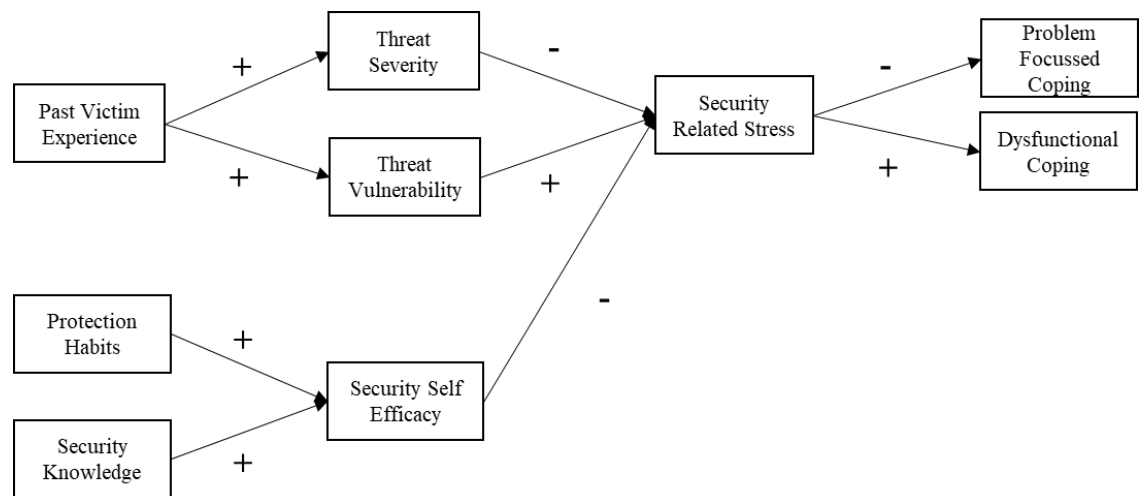 Past Victim
Experience
+
+
Threat
Severity
Threat
Vulnerability
-
+
Security
Related Stress
-
+
Problem
Focussed
Coping
Dysfunctional
Coping
Protection
Habits
Security
Knowledge
+
+
Security Self
Efficacy
-